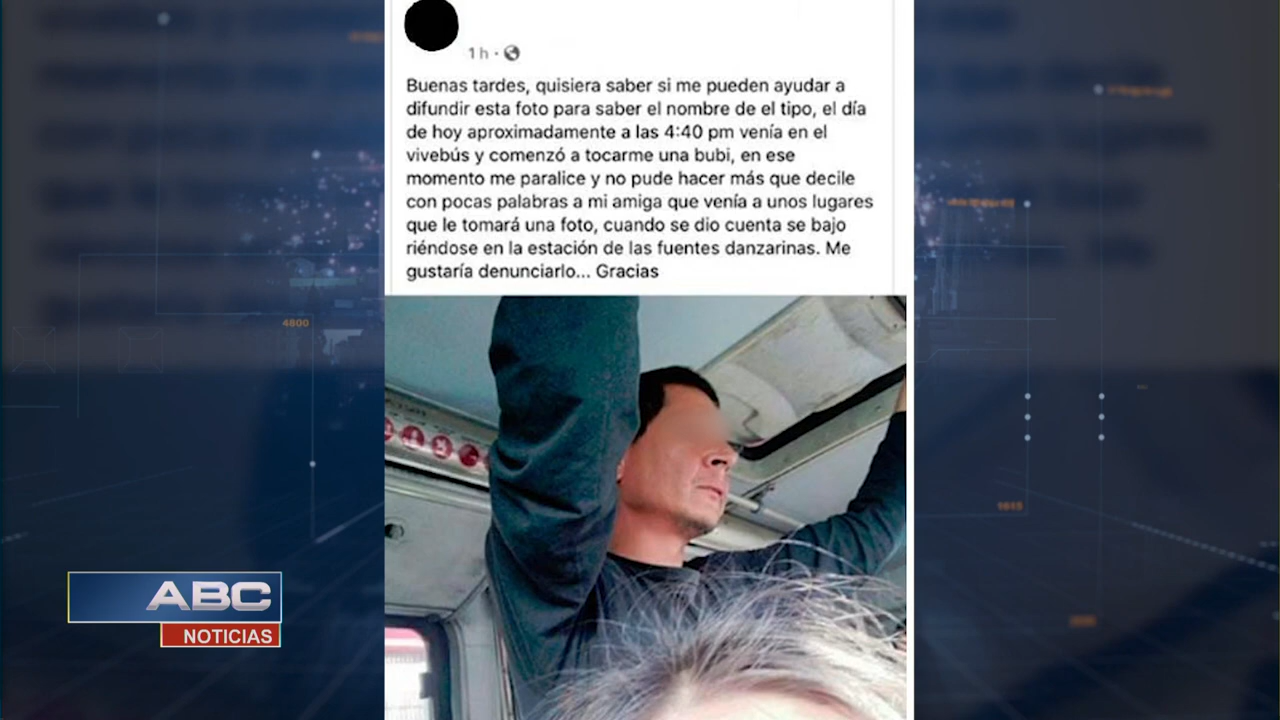 1 h ·
Buenas tardes, quisiera saber si me pueden ayudar a
difundir esta foto para saber el nombre de el tipo, el día
de hoy aproximadamente a las 4:40 pm venía en el
vivebús y comenzó a tocarme una bubi, en ese
momento me paralice y no pude hacer más que decile
con pocas palabras a mi amiga que venía a unos lugares
que le tomará una foto, cuando se dio cuenta se bajo
riéndose en la estación de las fuentes danzarinas. Me
gustaría denunciarlo... Gracias
4800
1615
ABC
NOTICIAS